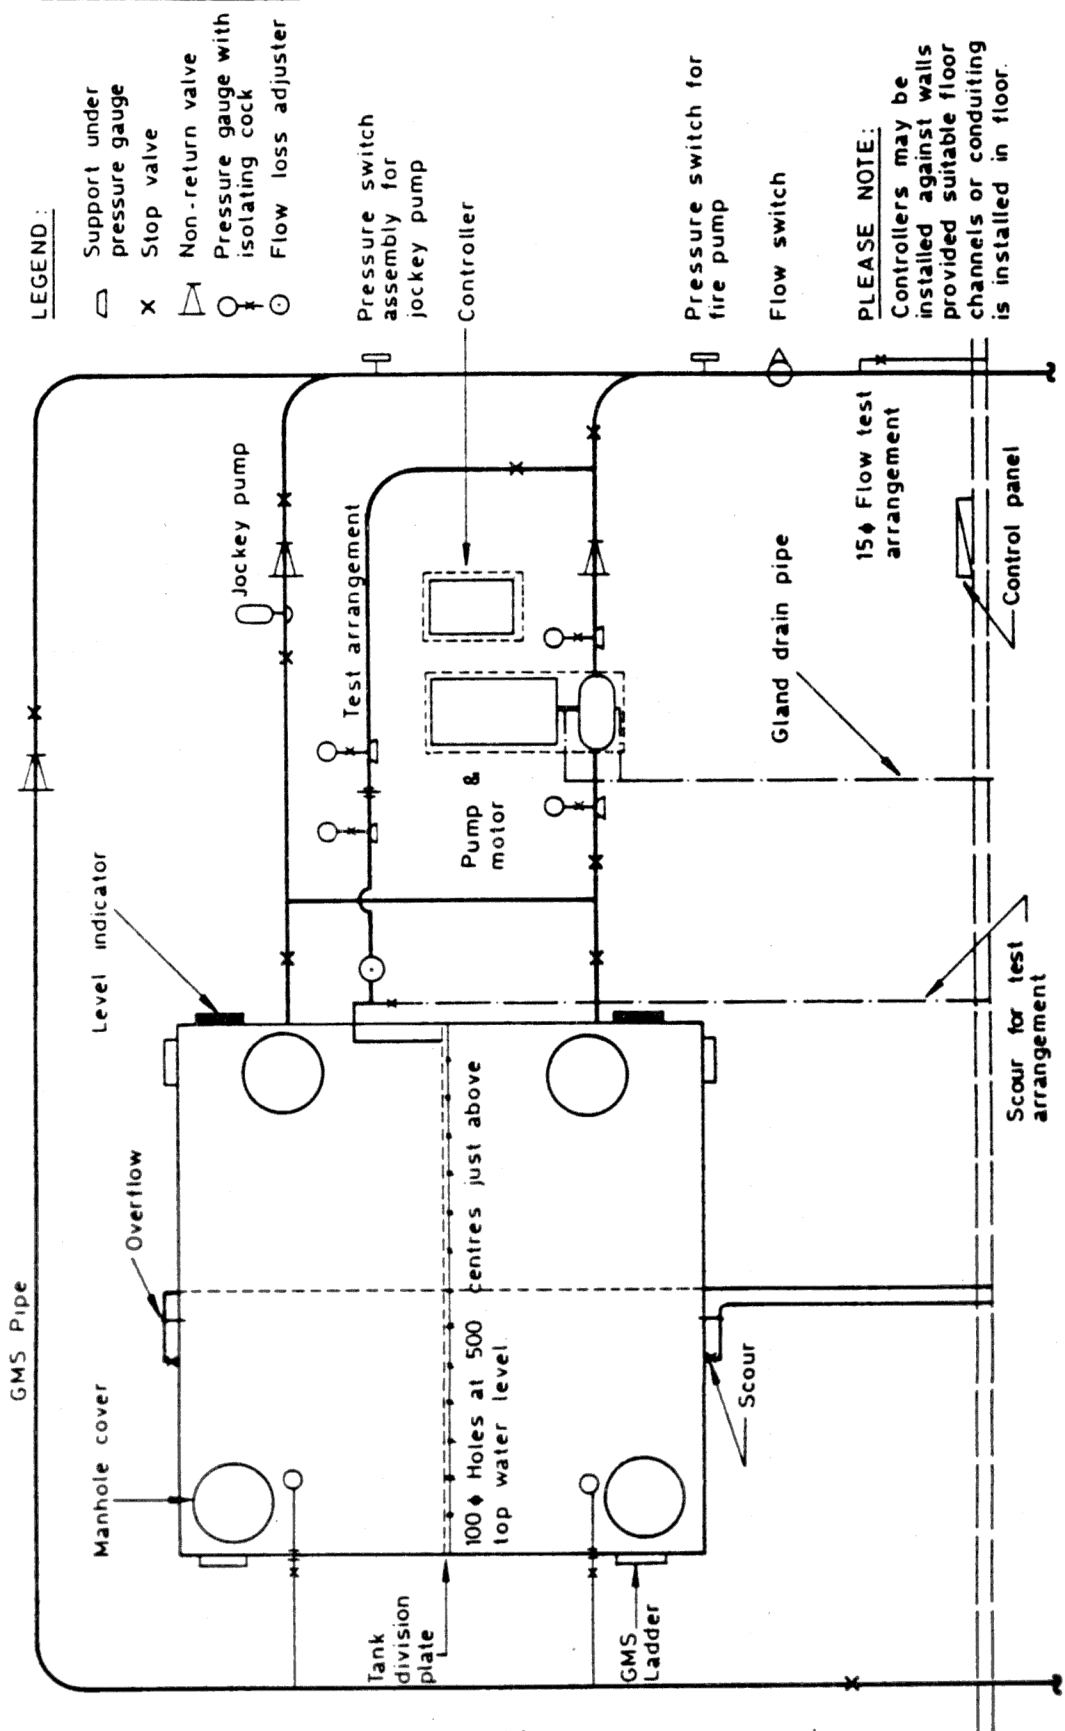 GMS Pipe
Manhole cover
Overflow
Level indicator
Jockey pump
Test arrangement
Pump &
motor
Tank
division
plate
100ϕ Holes at 500 centres just above
top water level
GMS
Ladder
Scour
Scour for test
arrangement
Gland drain pipe
15ϕ Flow test
arrangement
Control panel
LEGEND:
Support under
pressure gauge
Stop valve
Non-return valve
Pressure gauge with
isolating cock
Flow loss adjuster
Pressure switch
assembly for
jockey pump
Controller
Pressure switch for
fire pump
Flow switch
PLEASE NOTE:
Controllers may be
installed against walls
provided suitable floor
channels or conduiting
is installed in floor.